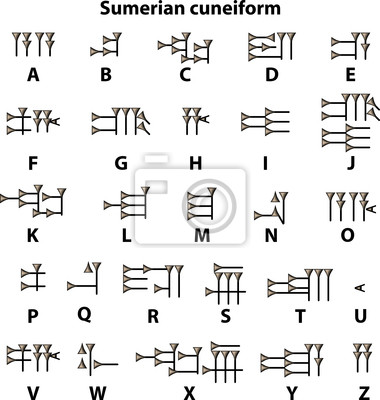 Sumerian cuneiform
A B C D E
F G H I J
K L M N O
P Q R S T U
V W X Y Z